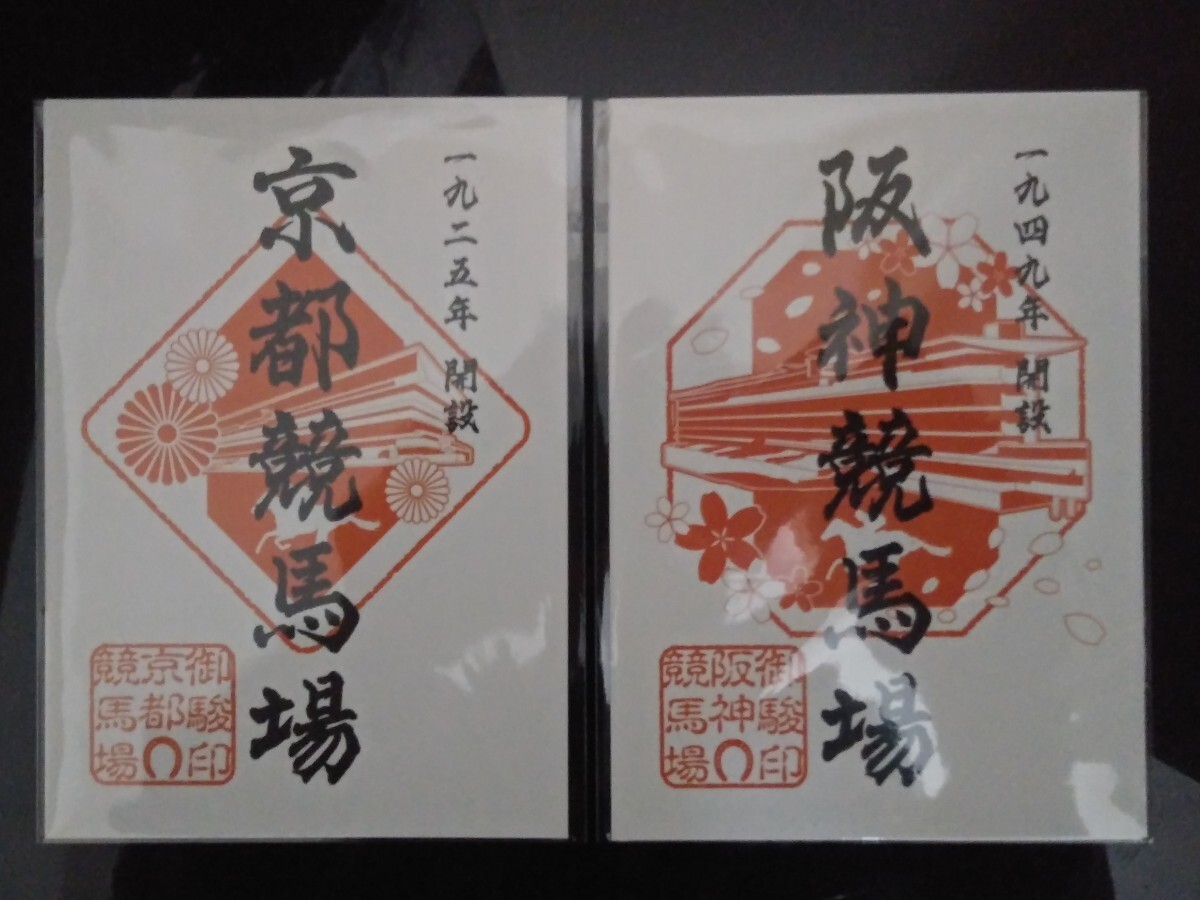 一九二五年 開設
京都競馬場
御駿印
京都
競馬場
一九四九年 開設
阪神競馬場
御駿印
阪神
競馬場